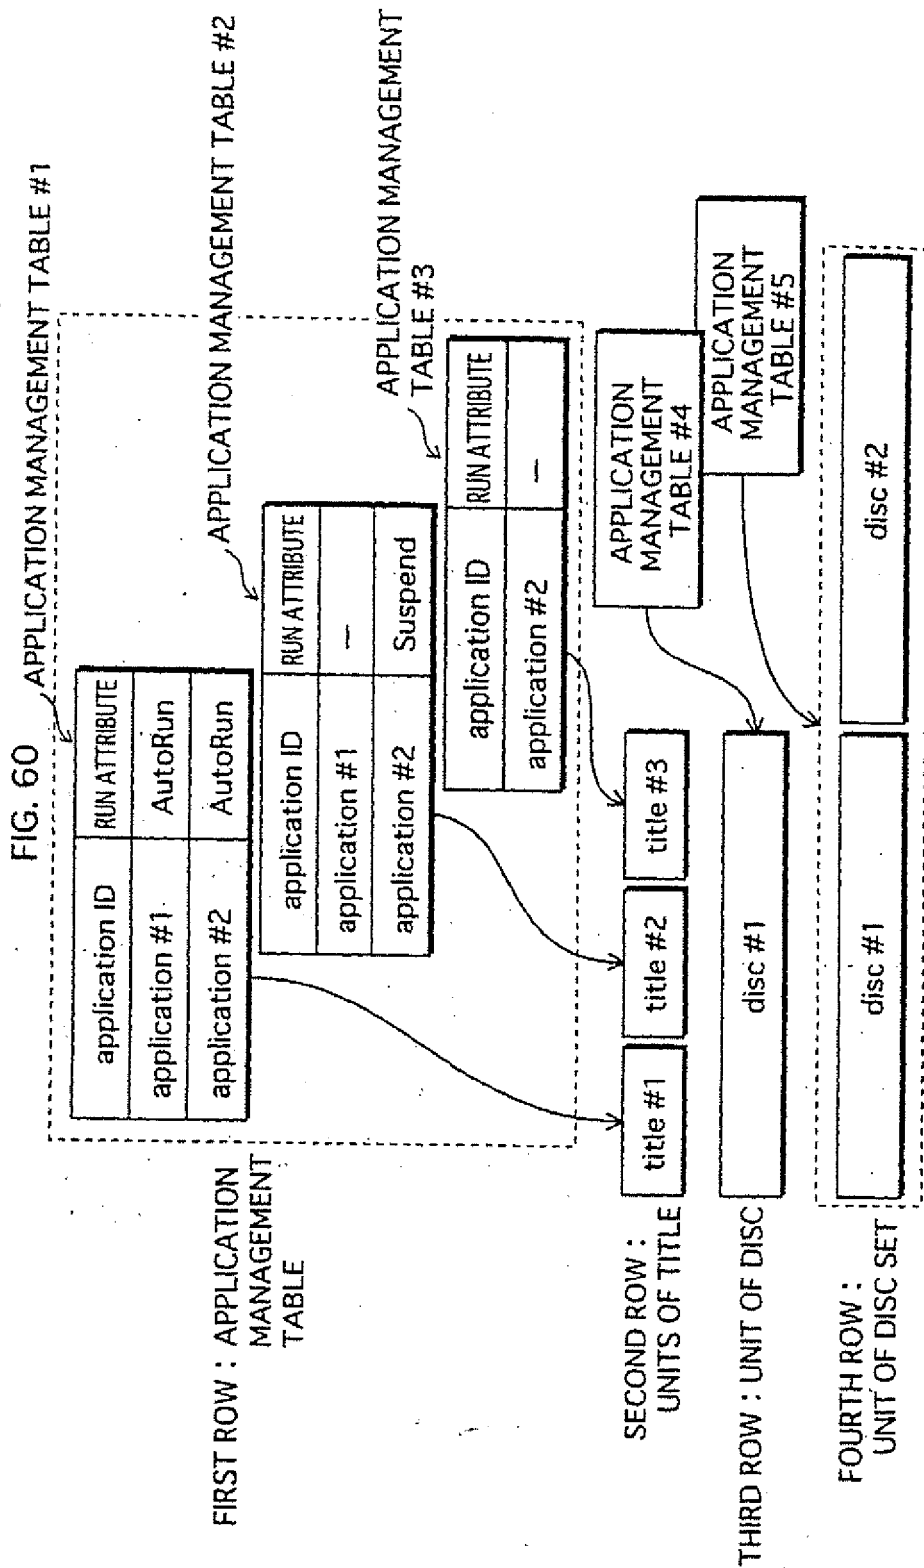 FIG. 60
APPLICATION MANAGEMENT TABLE #1
APPLICATION MANAGEMENT TABLE #2
APPLICATION MANAGEMENT
TABLE #3
FIRST ROW : APPLICATION
MANAGEMENT
TABLE
application ID
RUN ATTRIBUTE
application #1
AutoRun
application #2
AutoRun
application ID
RUN ATTRIBUTE
application #1
—
application #2
Suspend
application ID
RUN ATTRIBUTE
application #2
—
SECOND ROW :
UNITS OF TITLE
title #1
title #2
title #3
APPLICATION
MANAGEMENT
TABLE #4
APPLICATION
MANAGEMENT
TABLE #5
THIRD ROW : UNIT OF DISC
disc #1
FOURTH ROW :
UNIT OF DISC SET
disc #1
disc #2